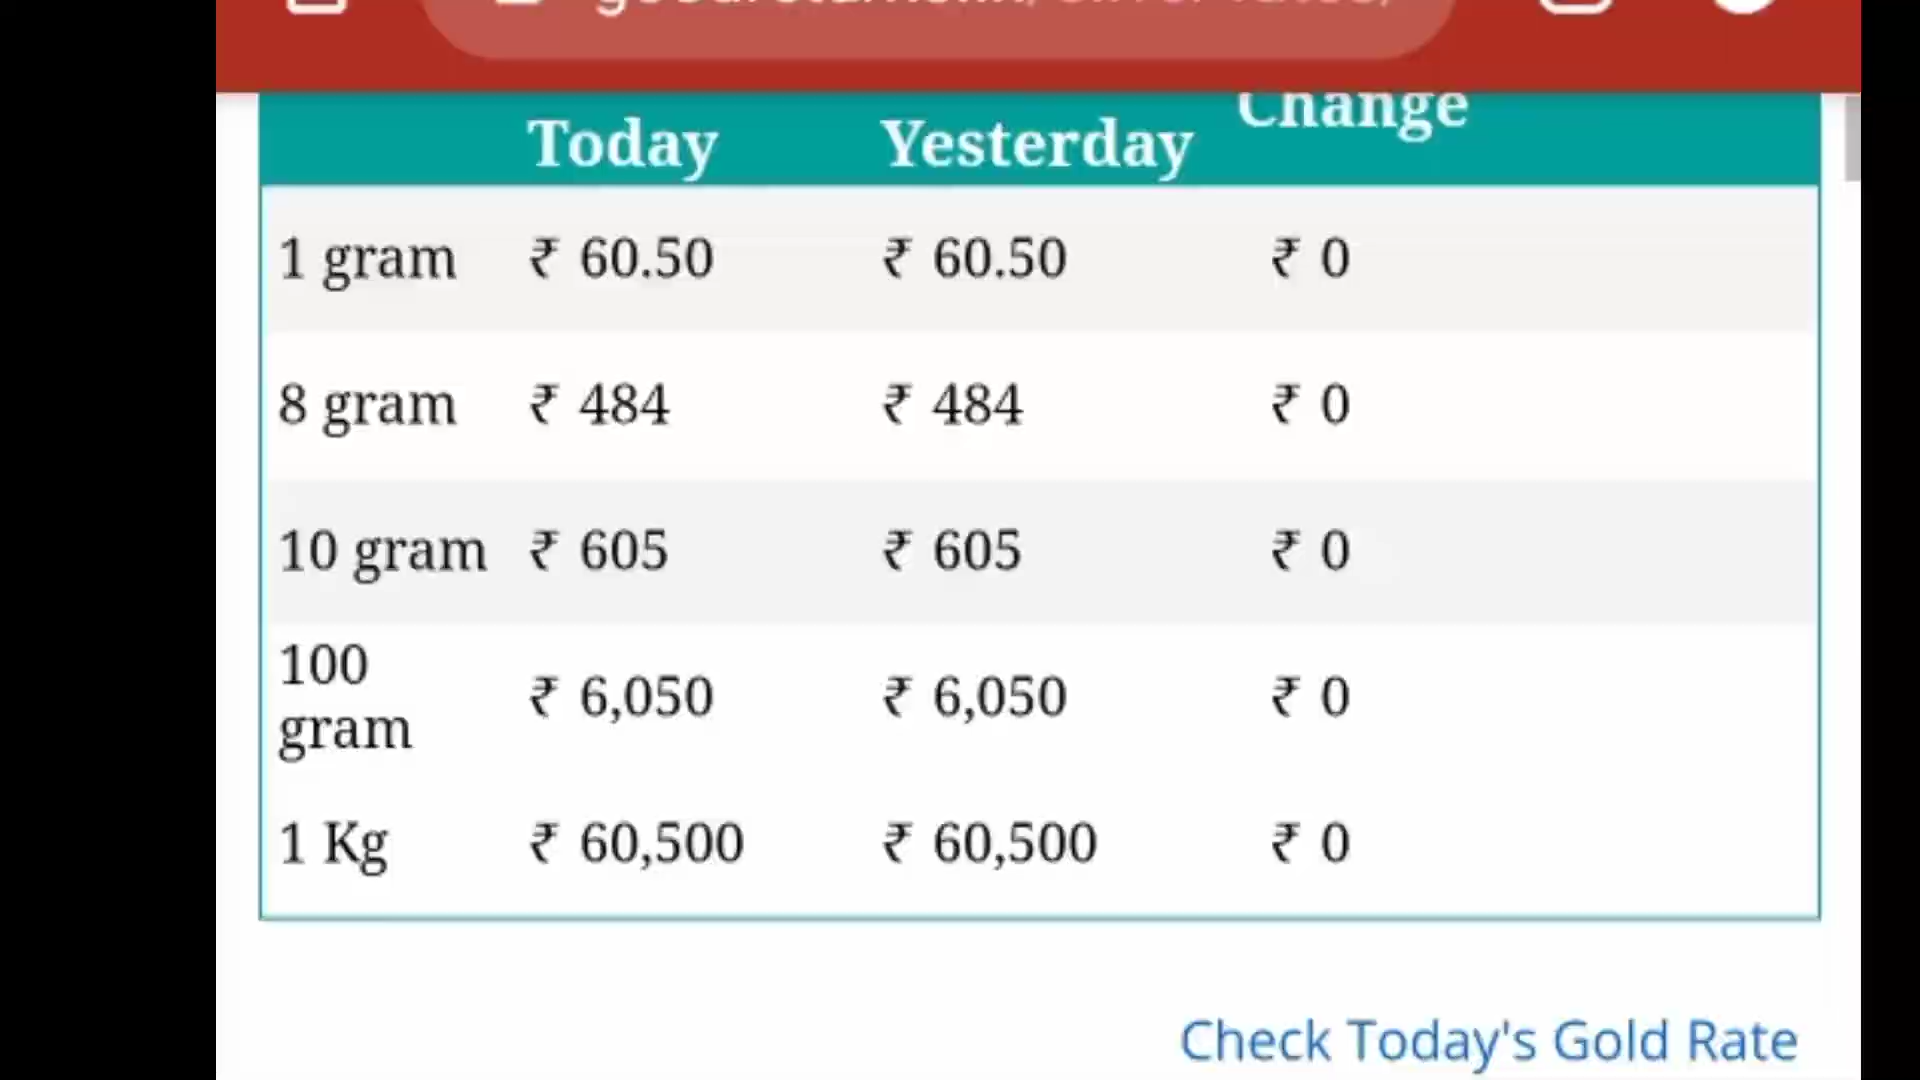 Change
Today Yesterday
1 gram ₹ 60.50 ₹ 60.50 ₹ 0
8 gram ₹ 484 ₹ 484 ₹ 0
10 gram ₹ 605 ₹ 605 ₹ 0
100
gram ₹ 6,050 ₹ 6,050 ₹ 0
1 Kg ₹ 60,500 ₹ 60,500 ₹ 0
Check Today's Gold Rate